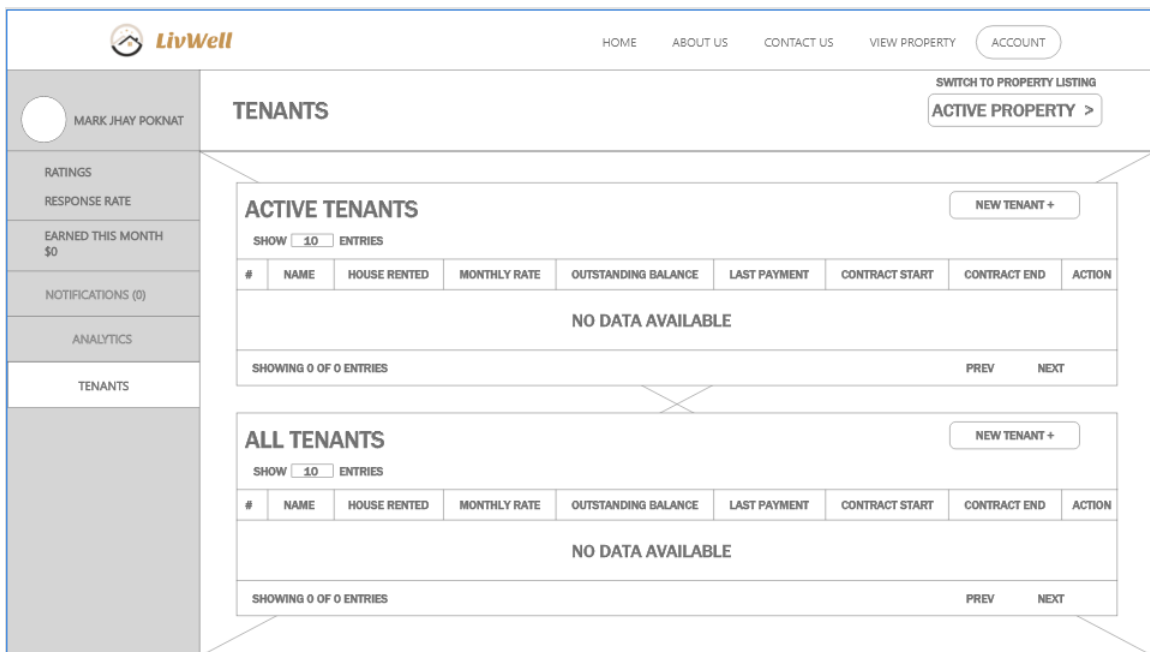 LivWell
HOME ABOUT US CONTACT US VIEW PROPERTY ACCOUNT
MARK JHAY POKNAT
RATINGS
RESPONSE RATE
EARNED THIS MONTH
$0
NOTIFICATIONS (0)
ANALYTICS
TENANTS
TENANTS
SWITCH TO PROPERTY LISTING
ACTIVE PROPERTY >
ACTIVE TENANTS
NEW TENANT +
SHOW 10 ENTRIES
# NAME HOUSE RENTED MONTHLY RATE OUTSTANDING BALANCE LAST PAYMENT CONTRACT START CONTRACT END ACTION
NO DATA AVAILABLE
SHOWING 0 OF 0 ENTRIES PREV NEXT
ALL TENANTS
NEW TENANT +
SHOW 10 ENTRIES
# NAME HOUSE RENTED MONTHLY RATE OUTSTANDING BALANCE LAST PAYMENT CONTRACT START CONTRACT END ACTION
NO DATA AVAILABLE
SHOWING 0 OF 0 ENTRIES PREV NEXT